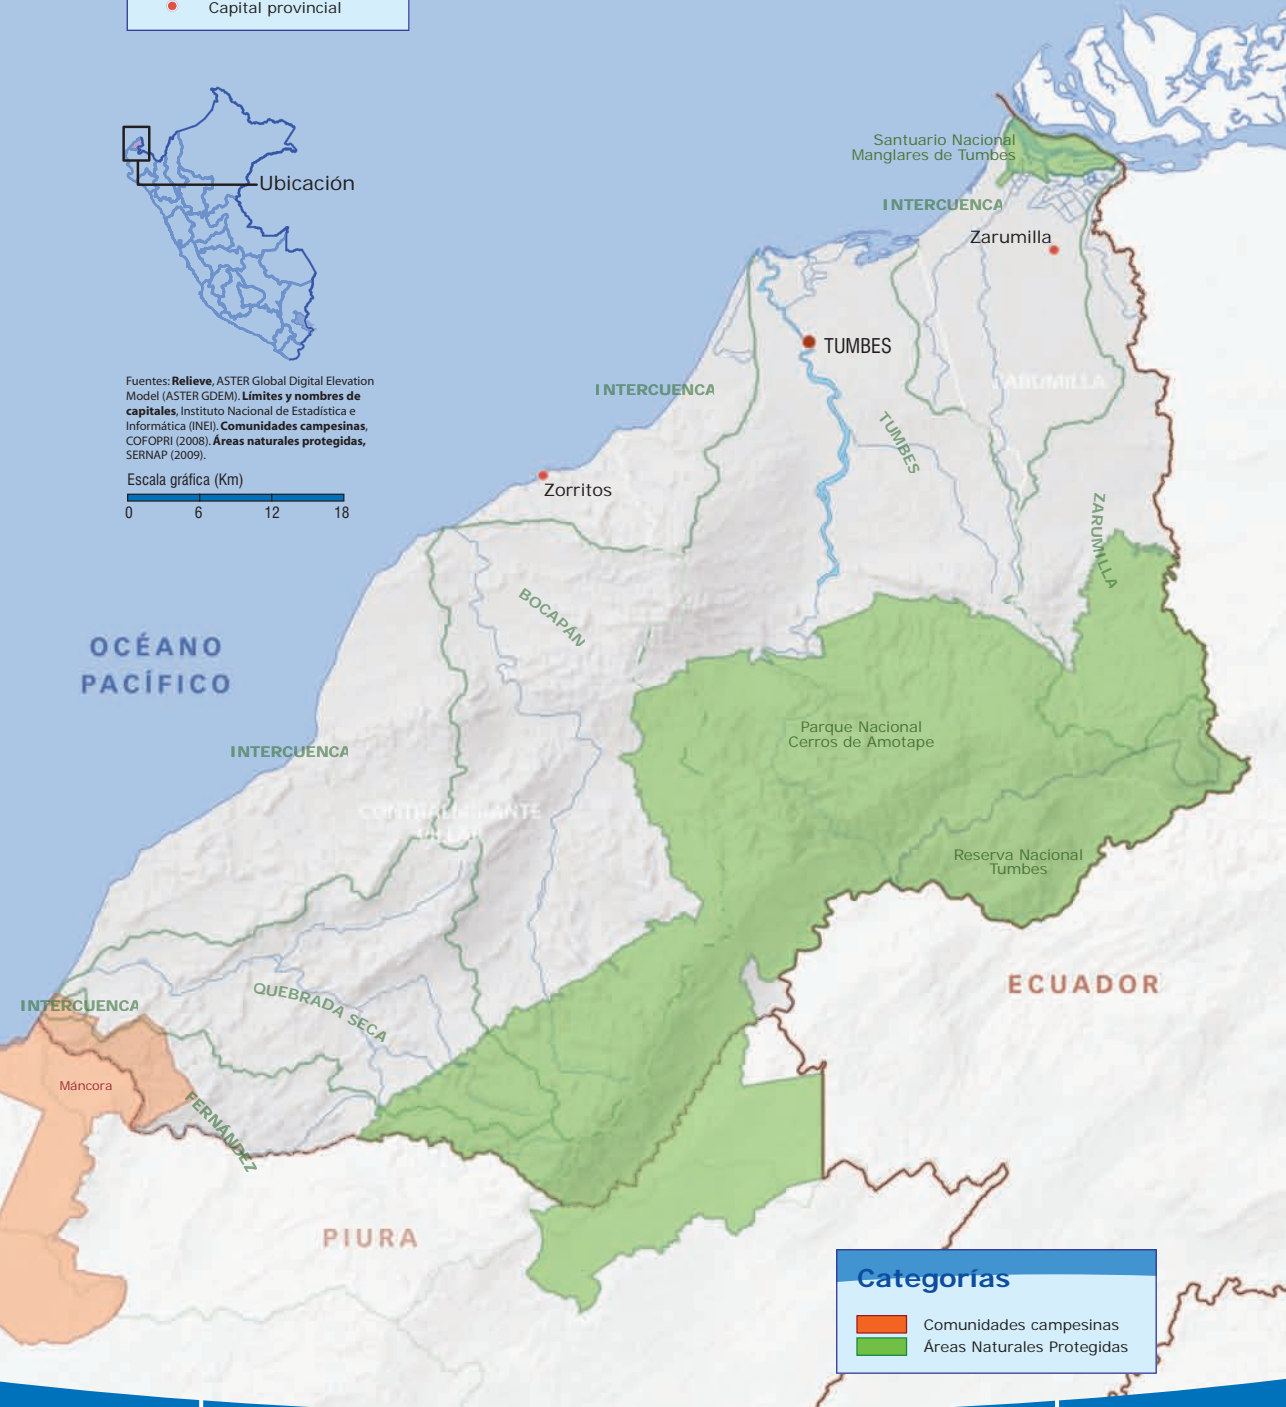 Capital provincial
Ubicación
Fuentes: Relieve, ASTER Global Digital Elevation
Model (ASTER GDEM). Límites y nombres de
capitales, Instituto Nacional de Estadística e
Informática (INEI). Comunidades campesinas,
COFOPRI (2008). Áreas naturales protegidas,
SERNAP (2009).
Escala gráfica (Km)
0 6 12 18
Santuario Nacional
Manglares de Tumbes
INTERCUENCA
Zarumilla
TUMBES
ZARUMILLA
INTERCUENCA
TUMBES
Zorritos
ZARUMILLA
BOCAPÁN
OCÉANO
PACÍFICO
Parque Nacional
Cerros de Amotape
INTERCUENCA
CONTRALMIRANTE
VILLAR
Reserva Nacional
Tumbes
ECUADOR
INTERCUENCA
QUEBRADA SECA
Máncora
FERNÁNDEZ
PIURA
Categorías
Comunidades campesinas
Áreas Naturales Protegidas